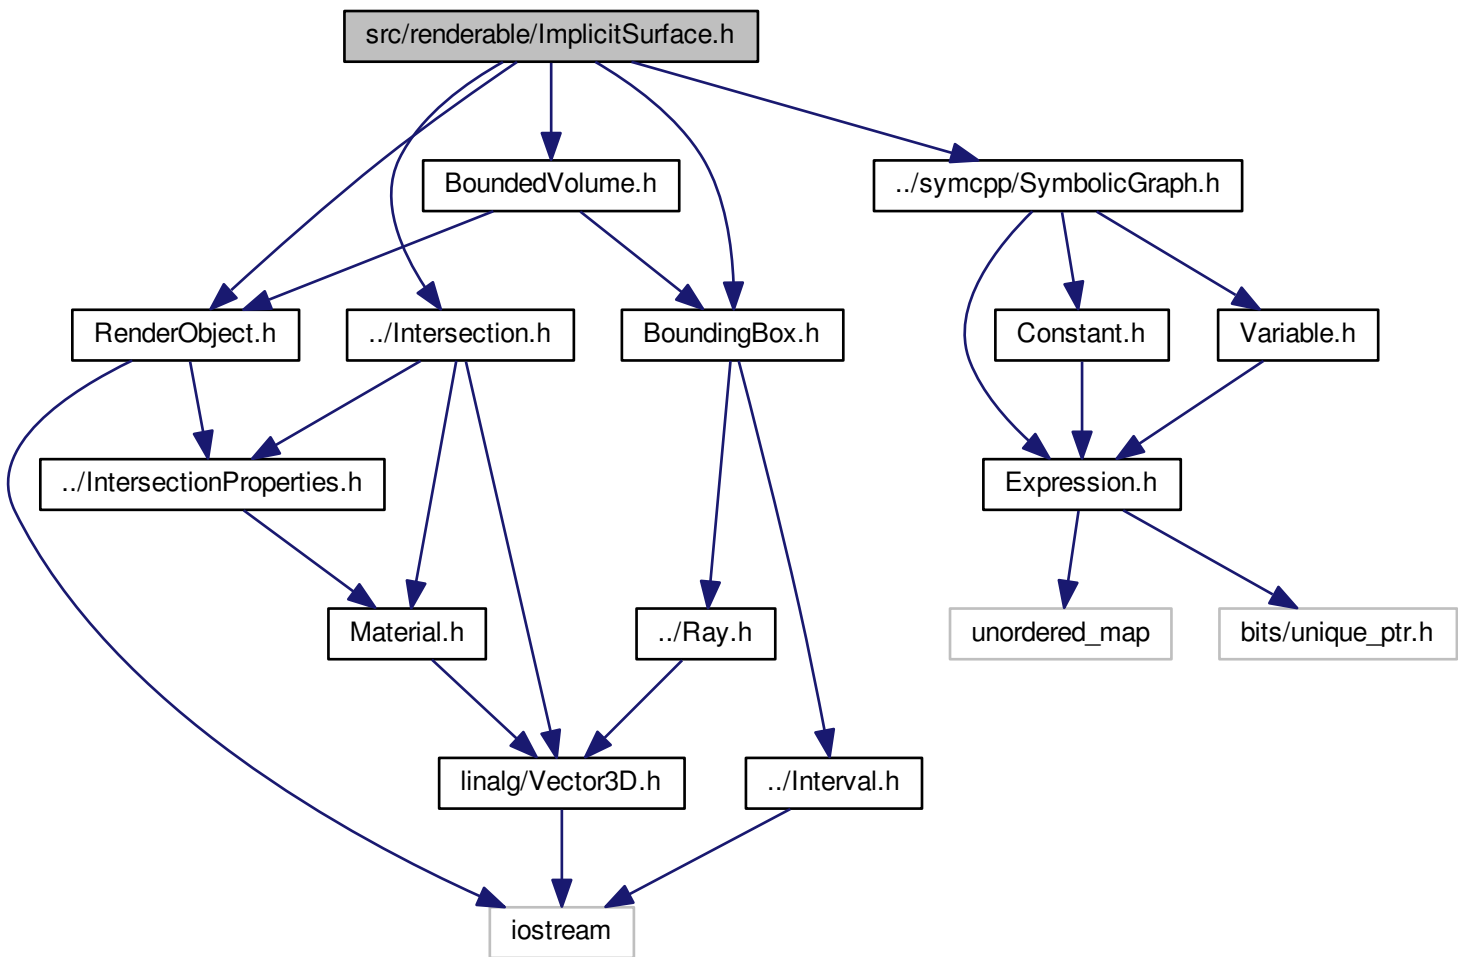 src/renderable/ImplicitSurface.h
BoundedVolume.h
../symcpp/SymbolicGraph.h
RenderObject.h
../Intersection.h
BoundingBox.h
Constant.h
Variable.h
../IntersectionProperties.h
Expression.h
Material.h
../Ray.h
unordered_map
bits/unique_ptr.h
linalg/Vector3D.h
../Interval.h
iostream